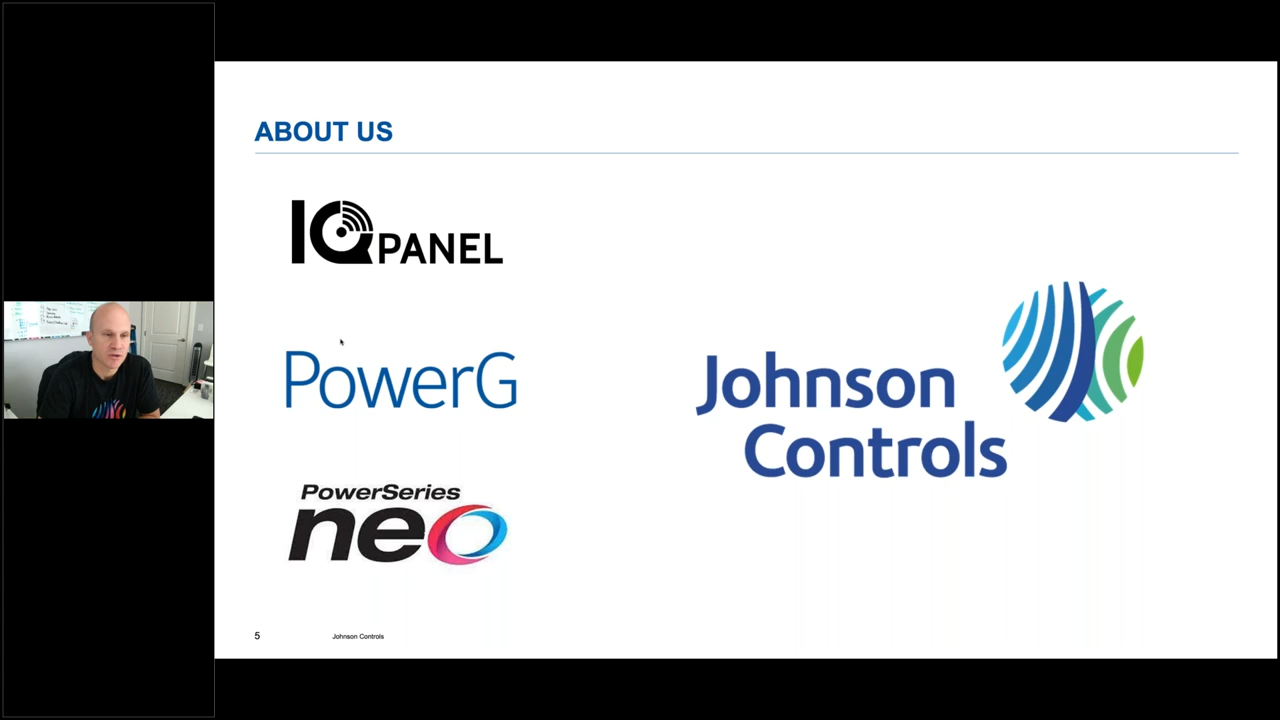 ABOUT US
IQ PANEL
PowerG
PowerSeries
neo
Johnson
Controls
5
Johnson Controls